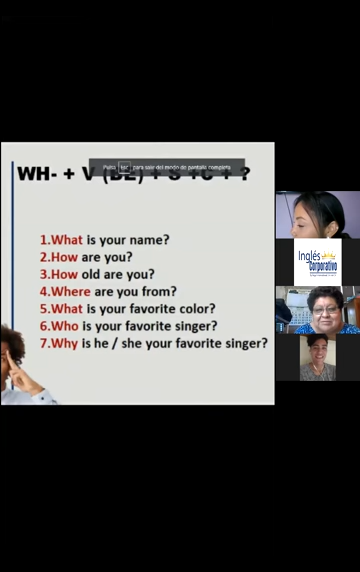 WH- + V (BE) + S +C + ?
Pulsa Esc para salir del modo de pantalla completa
1.What is your name?
2.How are you?
3.How old are you?
4.Where are you from?
5.What is your favorite color?
6.Who is your favorite singer?
7.Why is he / she your favorite singer?
Inglés
Corporativo